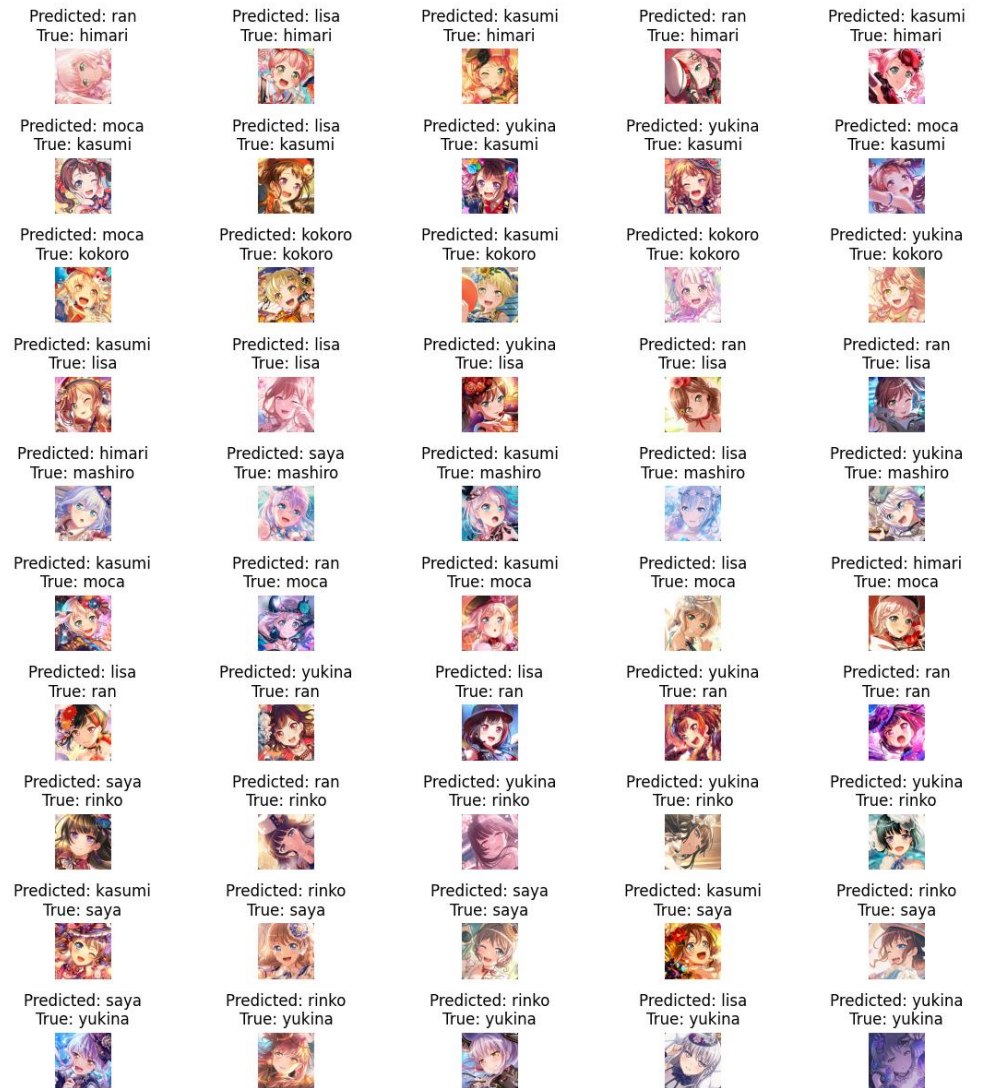 Predicted: ran
True: himari
Predicted: lisa
True: himari
Predicted: kasumi
True: himari
Predicted: ran
True: himari
Predicted: kasumi
True: himari
Predicted: moca
True: kasumi
Predicted: lisa
True: kasumi
Predicted: yukina
True: kasumi
Predicted: yukina
True: kasumi
Predicted: moca
True: kasumi
Predicted: moca
True: kokoro
Predicted: kokoro
True: kokoro
Predicted: kasumi
True: kokoro
Predicted: kokoro
True: kokoro
Predicted: yukina
True: kokoro
Predicted: kasumi
True: lisa
Predicted: lisa
True: lisa
Predicted: yukina
True: lisa
Predicted: ran
True: lisa
Predicted: ran
True: lisa
Predicted: himari
True: mashiro
Predicted: saya
True: mashiro
Predicted: kasumi
True: mashiro
Predicted: lisa
True: mashiro
Predicted: yukina
True: mashiro
Predicted: kasumi
True: moca
Predicted: ran
True: moca
Predicted: kasumi
True: moca
Predicted: lisa
True: moca
Predicted: himari
True: moca
Predicted: lisa
True: ran
Predicted: yukina
True: ran
Predicted: lisa
True: ran
Predicted: yukina
True: ran
Predicted: ran
True: ran
Predicted: saya
True: rinko
Predicted: ran
True: rinko
Predicted: yukina
True: rinko
Predicted: yukina
True: rinko
Predicted: yukina
True: rinko
Predicted: kasumi
True: saya
Predicted: rinko
True: saya
Predicted: saya
True: saya
Predicted: kasumi
True: saya
Predicted: rinko
True: saya
Predicted: saya
True: yukina
Predicted: rinko
True: yukina
Predicted: rinko
True: yukina
Predicted: lisa
True: yukina
Predicted: yukina
True: yukina